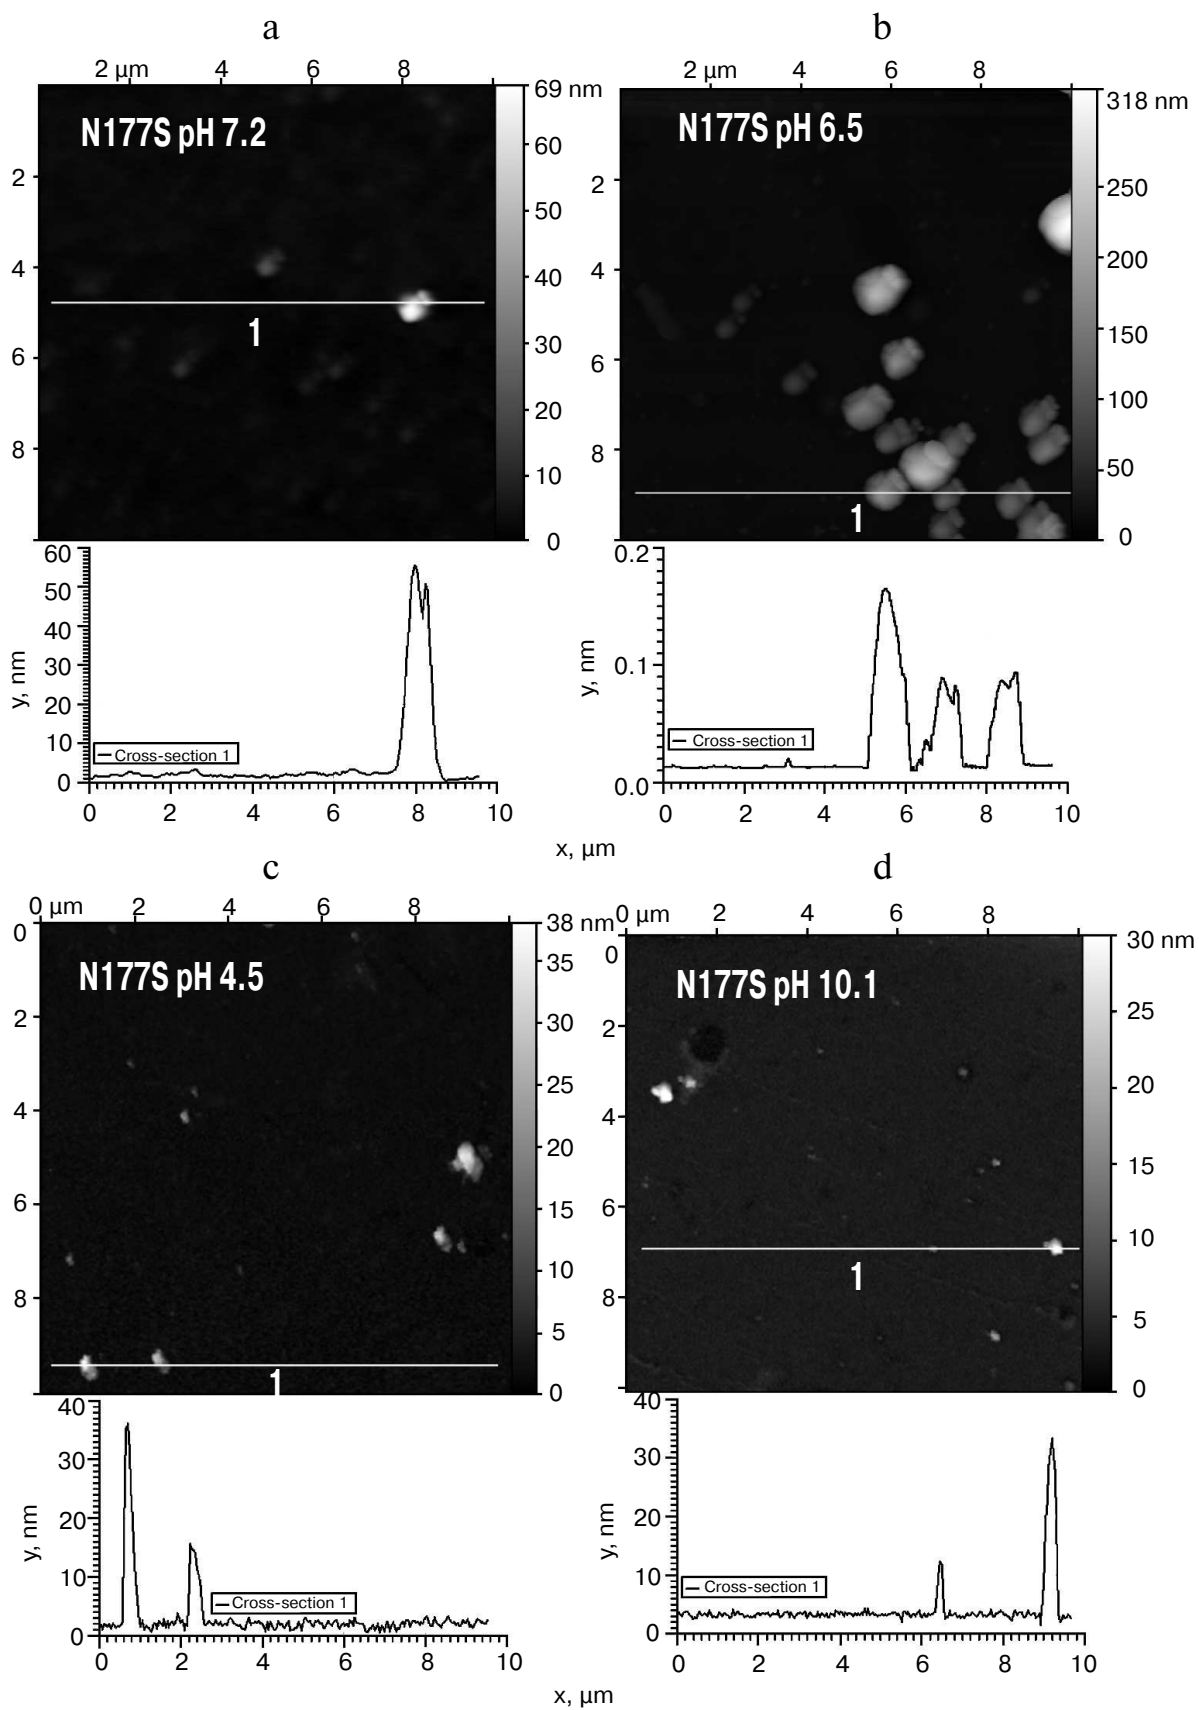 a
2 µm 4 6 8
69 nm
N177S pH 7.2
60
2
50
4
40
1
30
6
20
8
10
0
60
50
40
30
20
10
0
y, nm
Cross-section 1
0 2 4 6 8 10
b
2 µm 4 6 8
318 nm
N177S pH 6.5
250
2
200
4
150
6
100
8
50
1
0
0.2
0.1
0.0
y, nm
Cross-section 1
0 2 4 6 8 10
x, µm
c
0 µm 2 4 6 8
38 nm
0
N177S pH 4.5
35
2
30
25
4
20
6
15
10
8
5
1
0
40
30
20
10
0
y, nm
Cross-section 1
0 2 4 6 8 10
d
0 µm 2 4 6 8
30 nm
0
N177S pH 10.1
25
2
20
4
15
6
10
1
8
5
0
40
30
20
10
0
y, nm
Cross-section 1
0 2 4 6 8 10
x, µm